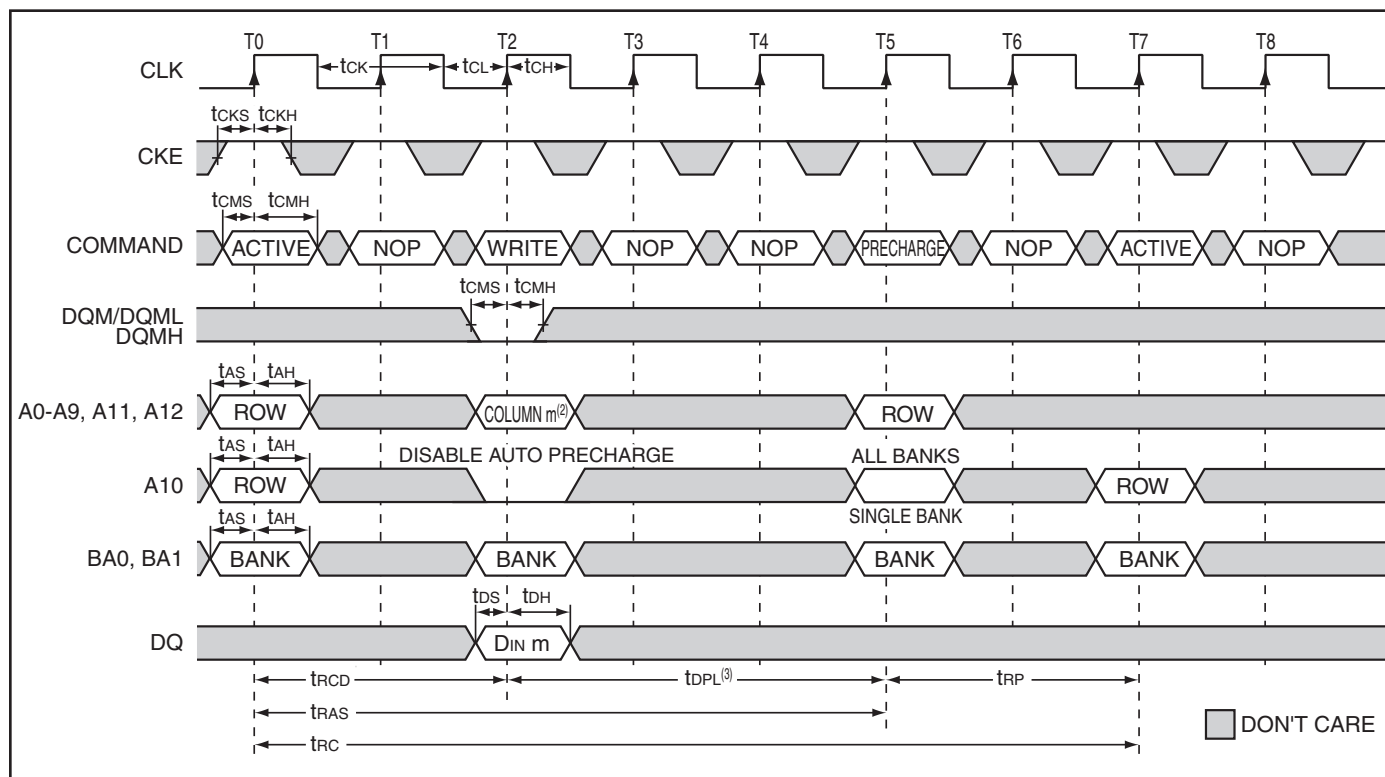 T0 T1 T2 T3 T4 T5 T6 T7 T8
CLK
tCK tCL tCH
tCKS tCKH
CKE
tCMS tCMH
COMMAND ACTIVE NOP WRITE NOP NOP PRECHARGE NOP ACTIVE NOP
tCMS tCMH
DQM/DQML
DQMH
tAS tAH
A0-A9, A11, A12 ROW COLUMN m(2) ROW
tAS tAH DISABLE AUTO PRECHARGE ALL BANKS
A10 ROW ROW
tAS tAH SINGLE BANK
BA0, BA1 BANK BANK BANK BANK
tDS tDH
DQ DIN m
tRCD tDPL(3) tRP
tRAS
tRC
DON'T CARE